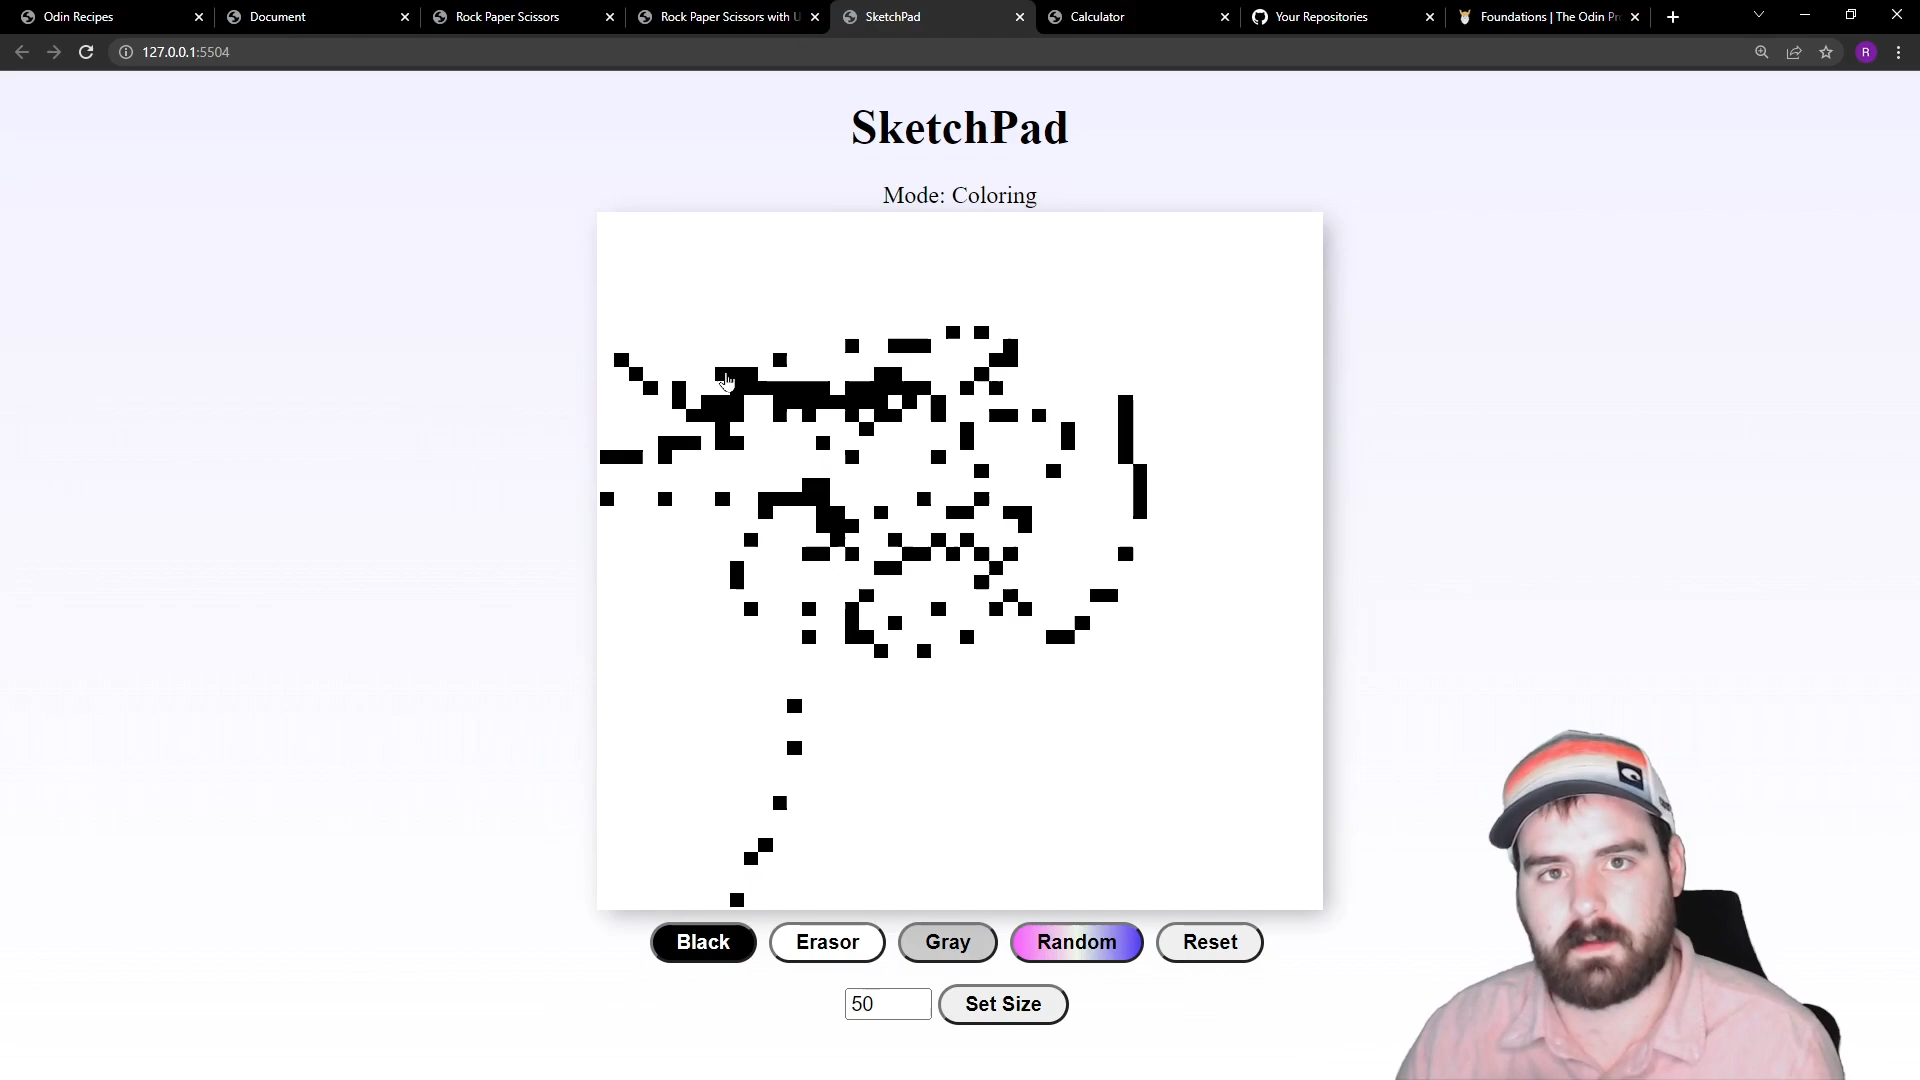 Odin Recipes
Document
Rock Paper Scissors
Rock Paper Scissors with U
SketchPad
Calculator
Your Repositories
Foundations | The Odin Pr
127.0.0.1:5504
R
SketchPad
Mode: Coloring
Black
Erasor
Gray
Random
Reset
50
Set Size